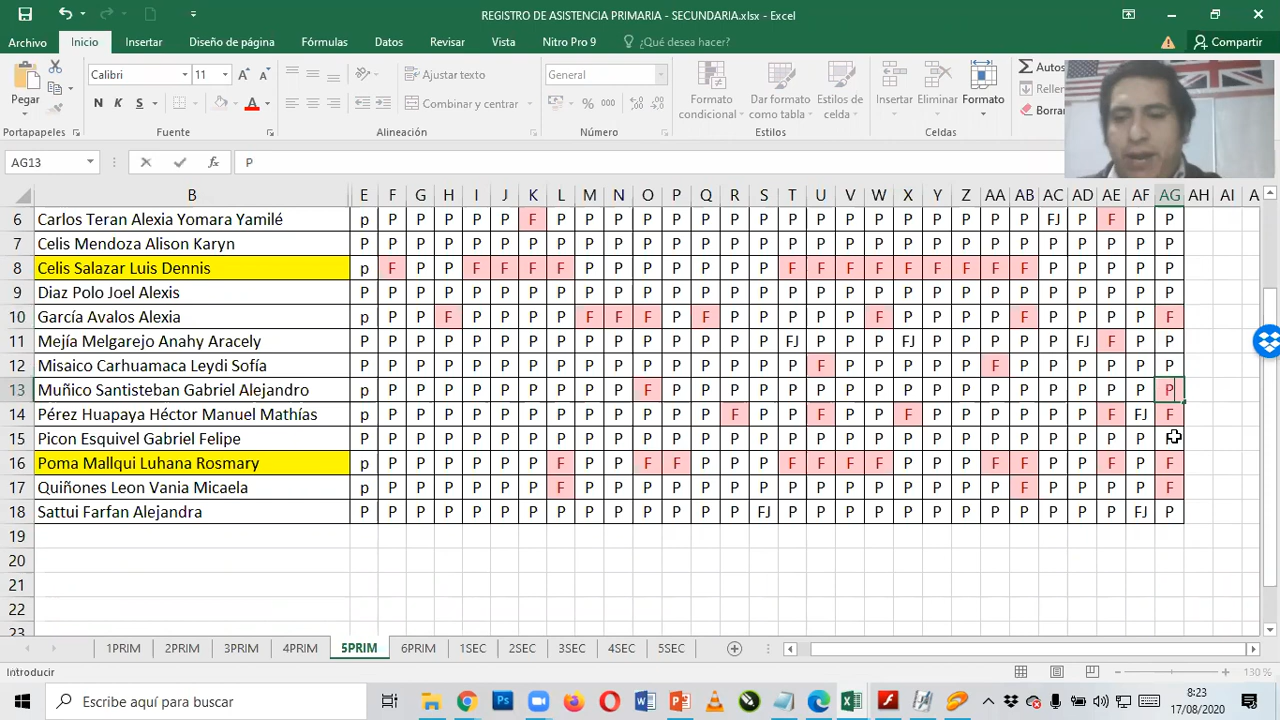 REGISTRO DE ASISTENCIA PRIMARIA - SECUNDARIA.xlsx - Excel
Archivo Inicio Insertar Diseño de página Fórmulas Datos Revisar Vista Nitro Pro 9 ¿Qué desea hacer? Compartir
Calibri 11 Ajustar texto General Autos
Pegar N K S Combinar y centrar % 000 Formato condicional Dar formato como tabla Estilos de celda Insertar Eliminar Formato Borra
Portapapeles Fuente Alineación Número Estilos Celdas
AG13 fx P
B E F G H I J K L M N O P Q R S T U V W X Y Z AA AB AC AD AE AF AG AH AI
6 Carlos Teran Alexia Yomara Yamilé p P P P P P F P P P P P P P P P P P P P P P P P FJ P F P P
7 Celis Mendoza Alison Karyn P P P P P P P P P P P P P P P P P P P P P P P P P P P P P
8 Celis Salazar Luis Dennis p F P P F F F F P P P P P P P F F F F F F F F F P P P P P
9 Diaz Polo Joel Alexis P P P P P P P P P P P P P P P P P P P P P P P P P P P P P
10 García Avalos Alexia p P P F P P P P F F F P F P P P P P F P P P P F P P P P F
11 Mejía Melgarejo Anahy Aracely P P P P P P P P P P P P P P P FJ P P P FJ P P P P P FJ F P P
12 Misaico Carhuamaca Leydi Sofía p P P P P P P P P P P P P P P P F P P P P P F P P P P P P
13 Muñico Santisteban Gabriel Alejandro p P P P P P P P P P F P P P P P P P P P P P P P P P P P P
14 Pérez Huapaya Héctor Manuel Mathías p P P P P P P P P P P P P F P P F P P F P P P P P P F FJ F
15 Picon Esquivel Gabriel Felipe P P P P P P P P P P P P P P P P P P P P P P P P P P P P
16 Poma Mallqui Luhana Rosmary p P P P P P P F P P F F P P P F F F F P P P F F P P F P F
17 Quiñones Leon Vania Micaela p P P P P P P F P P P P P P P P P P P P P P P F P P P P F
18 Sattui Farfan Alejandra P P P P P P P P P P P P P P FJ P P P P P P P P P P P P FJ P
19
20
21
22
23
1PRIM 2PRIM 3PRIM 4PRIM 5PRIM 6PRIM 1SEC 2SEC 3SEC 4SEC 5SEC
Introducir 130 %
Escribe aquí para buscar 8:23
17/08/2020